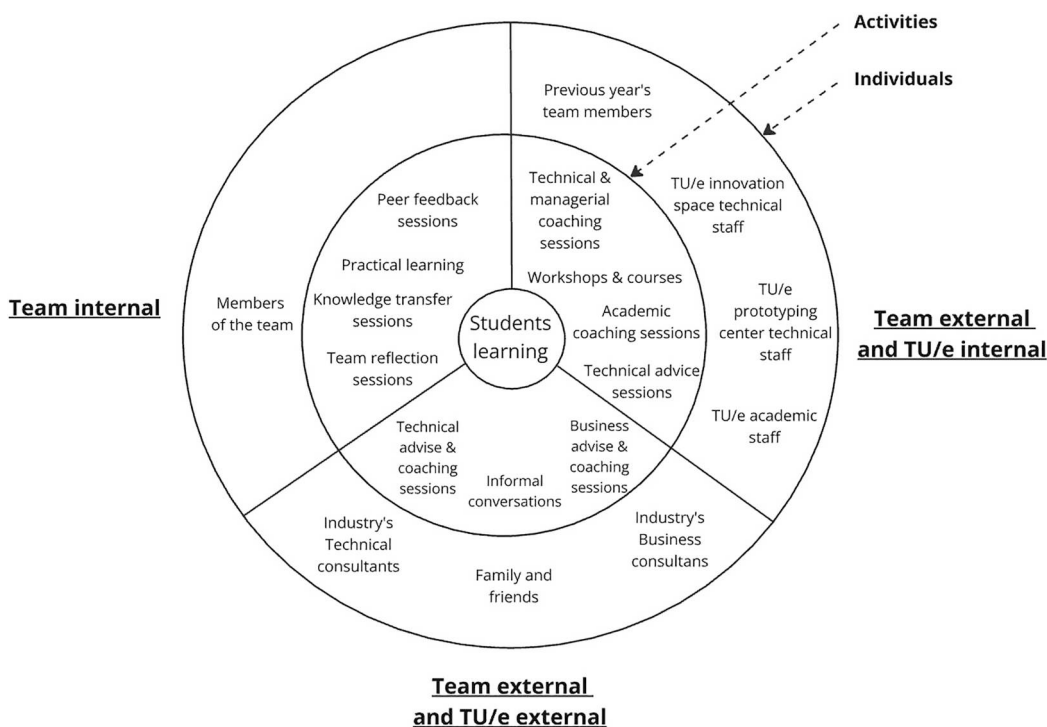 Activities
Individuals
Previous year's
team members
Technical &
managerial
coaching
sessions
TU/e innovation
space technical
staff
Peer feedback
sessions
Practical learning
Workshops & courses
Knowledge transfer
sessions
Members
of the team
Team internal
Students
learning
Academic
coaching sessions
TU/e
prototyping
center technical
staff
Team external
and TU/e internal
Team reflection
sessions
Technical advice
sessions
TU/e academic
staff
Technical
advise &
coaching
sessions
Informal
conversations
Business
advise &
coaching
sessions
Industry's
Technical
consultants
Family and
friends
Industry's
Business
consultans
Team external
and TU/e external